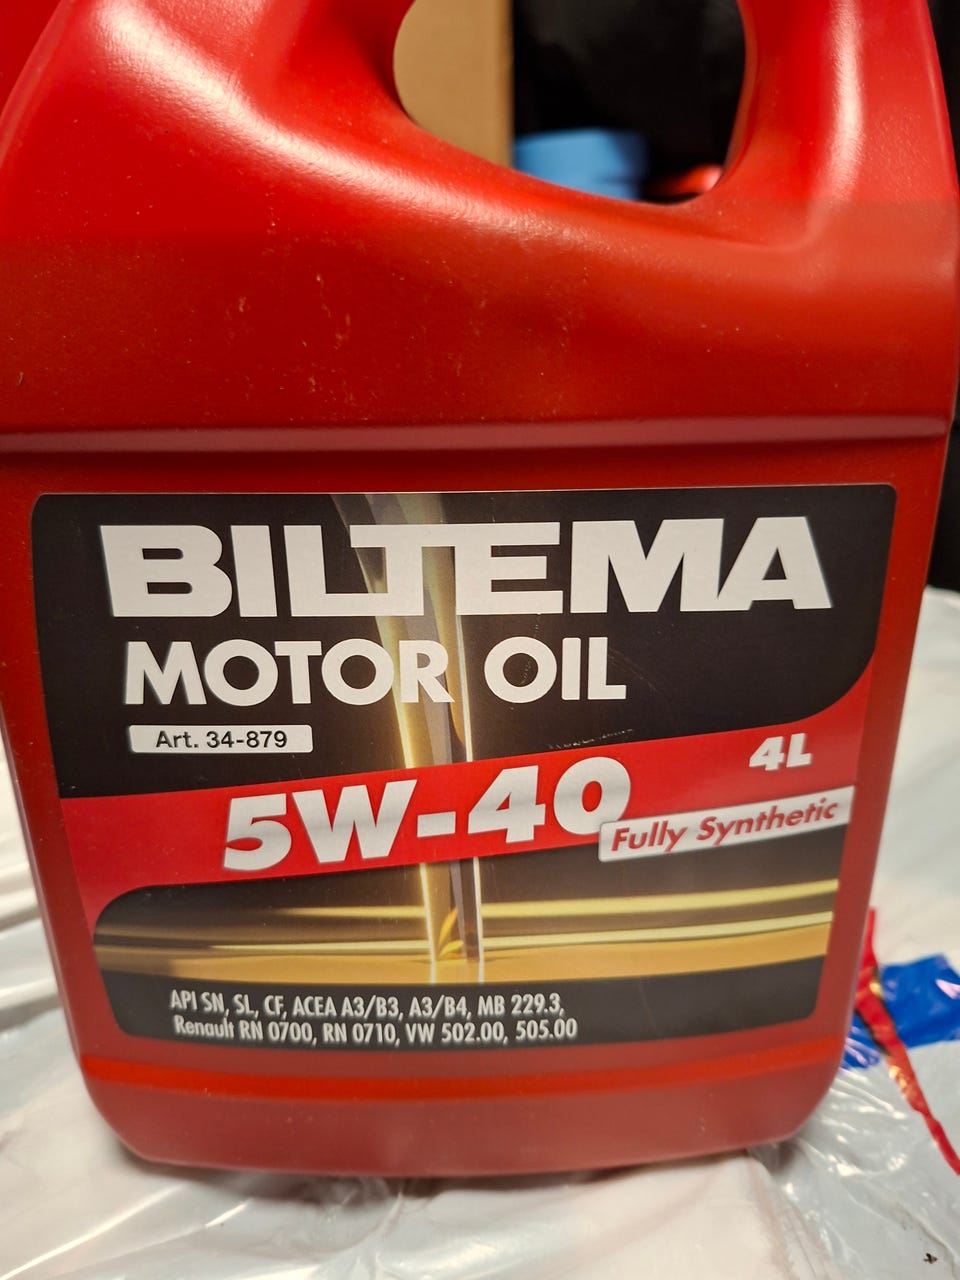 BILTEMA
MOTOR OIL
Art. 34-879
4L
5W-40
Fully Synthetic
API SN, SL, CF, ACEA A3/B3, A3/B4, MB 229.3,
Renault RN 0700, RN 0710, VW 502.00, 505.00